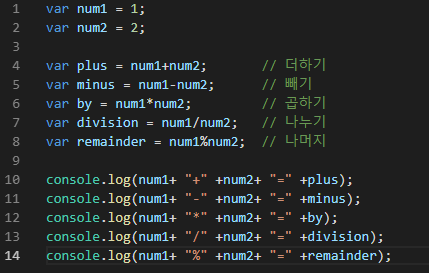 1 var num1 = 1;
2 var num2 = 2;
3
4 var plus = num1+num2; // 더하기
5 var minus = num1-num2; // 빼기
6 var by = num1*num2; // 곱하기
7 var division = num1/num2; // 나누기
8 var remainder = num1%num2; // 나머지
9
10 console.log(num1+ "+" +num2+ "=" +plus);
11 console.log(num1+ "-" +num2+ "=" +minus);
12 console.log(num1+ "*" +num2+ "=" +by);
13 console.log(num1+ "/" +num2+ "=" +division);
14 console.log(num1+ "%" +num2+ "=" +remainder);